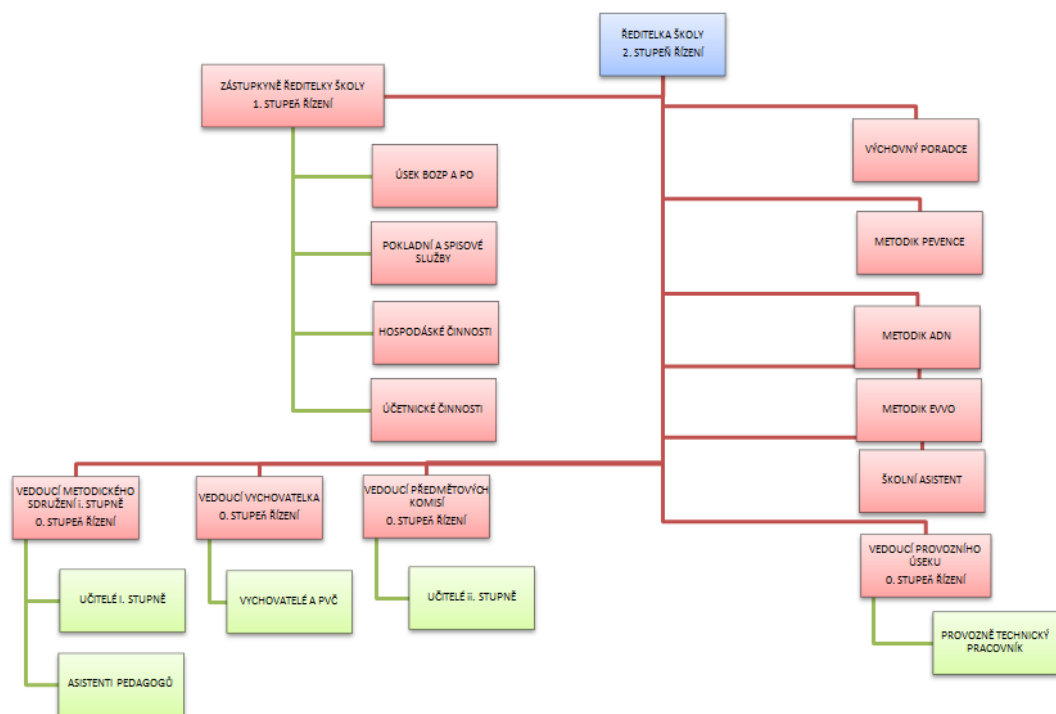 ŘEDITELKA ŠKOLY
2. STUPEŇ ŘÍZENÍ
ZÁSTUPKYNĚ ŘEDITELKY ŠKOLY
1. STUPEň ŘÍZENÍ
VÝCHOVNÝ PORADCE
ÚSEK BOZP A PO
METODIK PEVENCE
POKLADNÍ A SPISOVÉ
SLUŽBY
HOSPODÁSKÉ ČINNOSTI
METODIK ADN
ÚČETNICKÉ ČINNOSTI
METODIK EVVO
ŠKOLNÍ ASISTENT
VEDOUCÍ METODICKÉHO
SDRUŽENÍ i. STUPNĚ
0. STUPEň ŘÍZENÍ
VEDOUCÍ VYCHOVATELKA
0. STUPEň ŘÍZENÍ
VEDOUCÍ PŘEDMĚTOVÝCH
KOMISÍ
0. STUPEň ŘÍZENÍ
VEDOUCÍ PROVOZNÍHO
ÚSEKU
0. STUPEň ŘÍZENÍ
UČITELÉ I. STUPNĚ
VYCHOVATELÉ A PVČ
UČITELÉ ii. STUPNĚ
PROVOZNĚ TECHNICKÝ
PRACOVNÍK
ASISTENTI PEDAGOGŮ